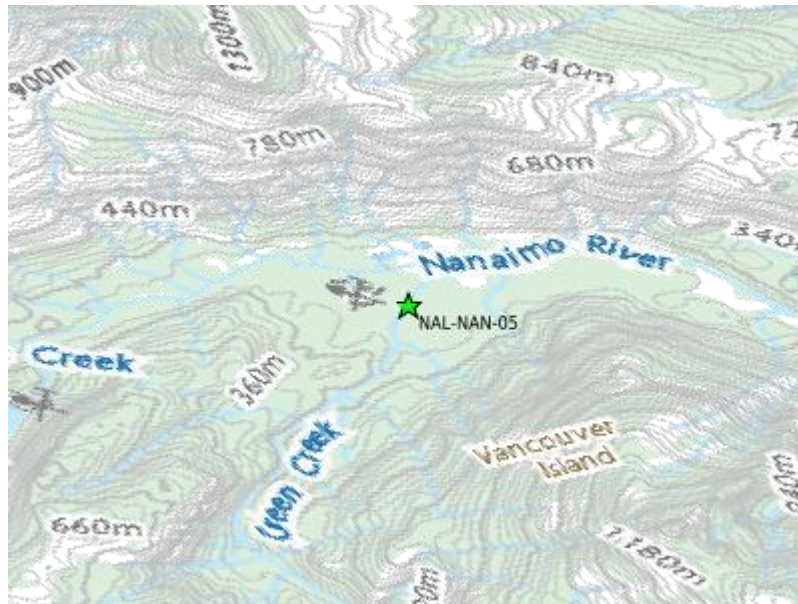 1300m
900m
840m
780m
680m
440m
340m
Nanaimo River
NAL-NAN-05
Creek
360m
Green Creek
Vancouver
Island
660m
1180m